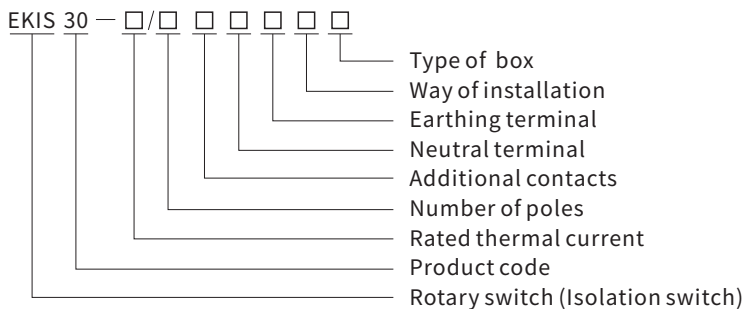 EKIS 30 — □/□ □ □ □ □ □
Type of box
Way of installation
Earthing terminal
Neutral terminal
Additional contacts
Number of poles
Rated thermal current
Product code
Rotary switch (Isolation switch)